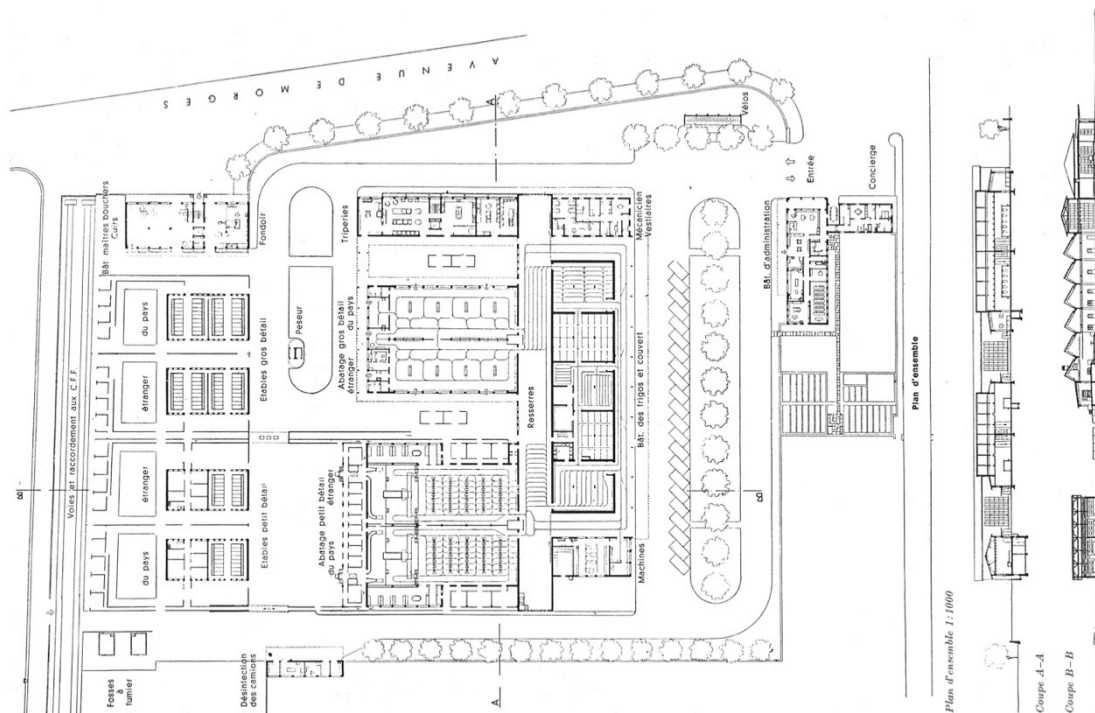 AVENUE DE MORGES
Vélos
Entrée
Concierge
Voies et raccordement aux C.F.F.
Bât maîtres bouchers
Cuirs
Fondoir
Triperies
Mécanicien
Vestiaires
Bât. d'administration
du pays
étranger
étranger
du pays
Etables gros bétail
Etables petit bétail
Peseur
Abatage gros bétail
étranger du pays
Abatage petit bétail
du pays étranger
Resserres
Bât. des frigos et couvert
Machines
Fosses
à
fumier
Désinfection
des camions
A
A
B
B
Plan d'ensemble
Plan d'ensemble 1:1000
Coupe A–A
Coupe B–B